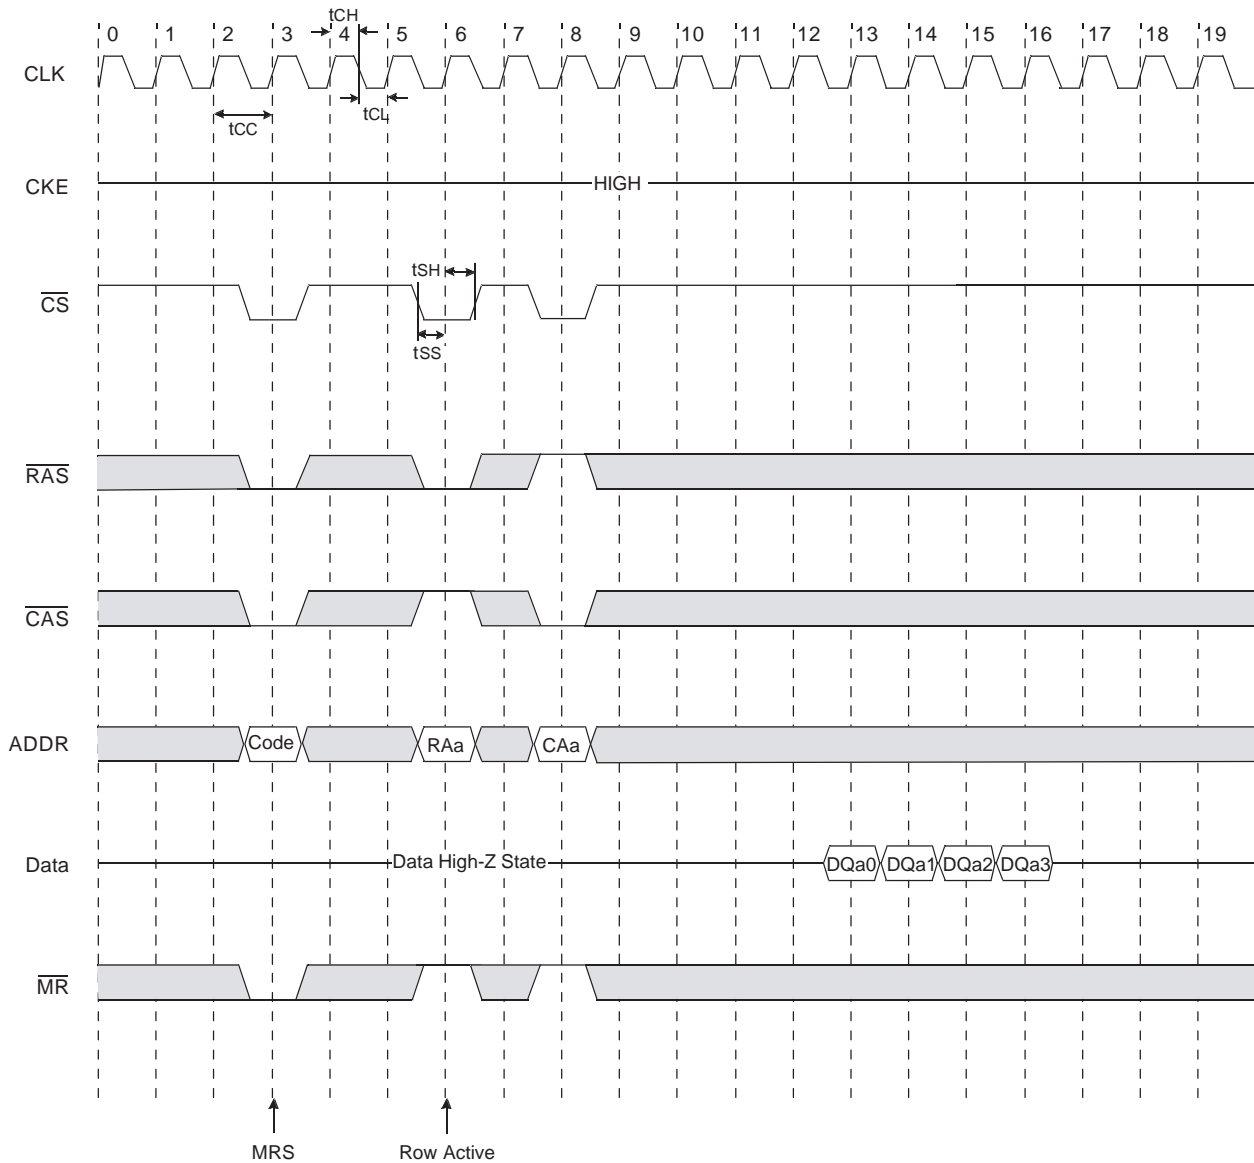 tCH
0 1 2 3 4 5 6 7 8 9 10 11 12 13 14 15 16 17 18 19
CLK
tCL
tCC
CKE
HIGH
tSH
CS
tSS
RAS
CAS
ADDR
Code
RAa
CAa
Data
Data High-Z State
DQa0 DQa1 DQa2 DQa3
MR
MRS
Row Active